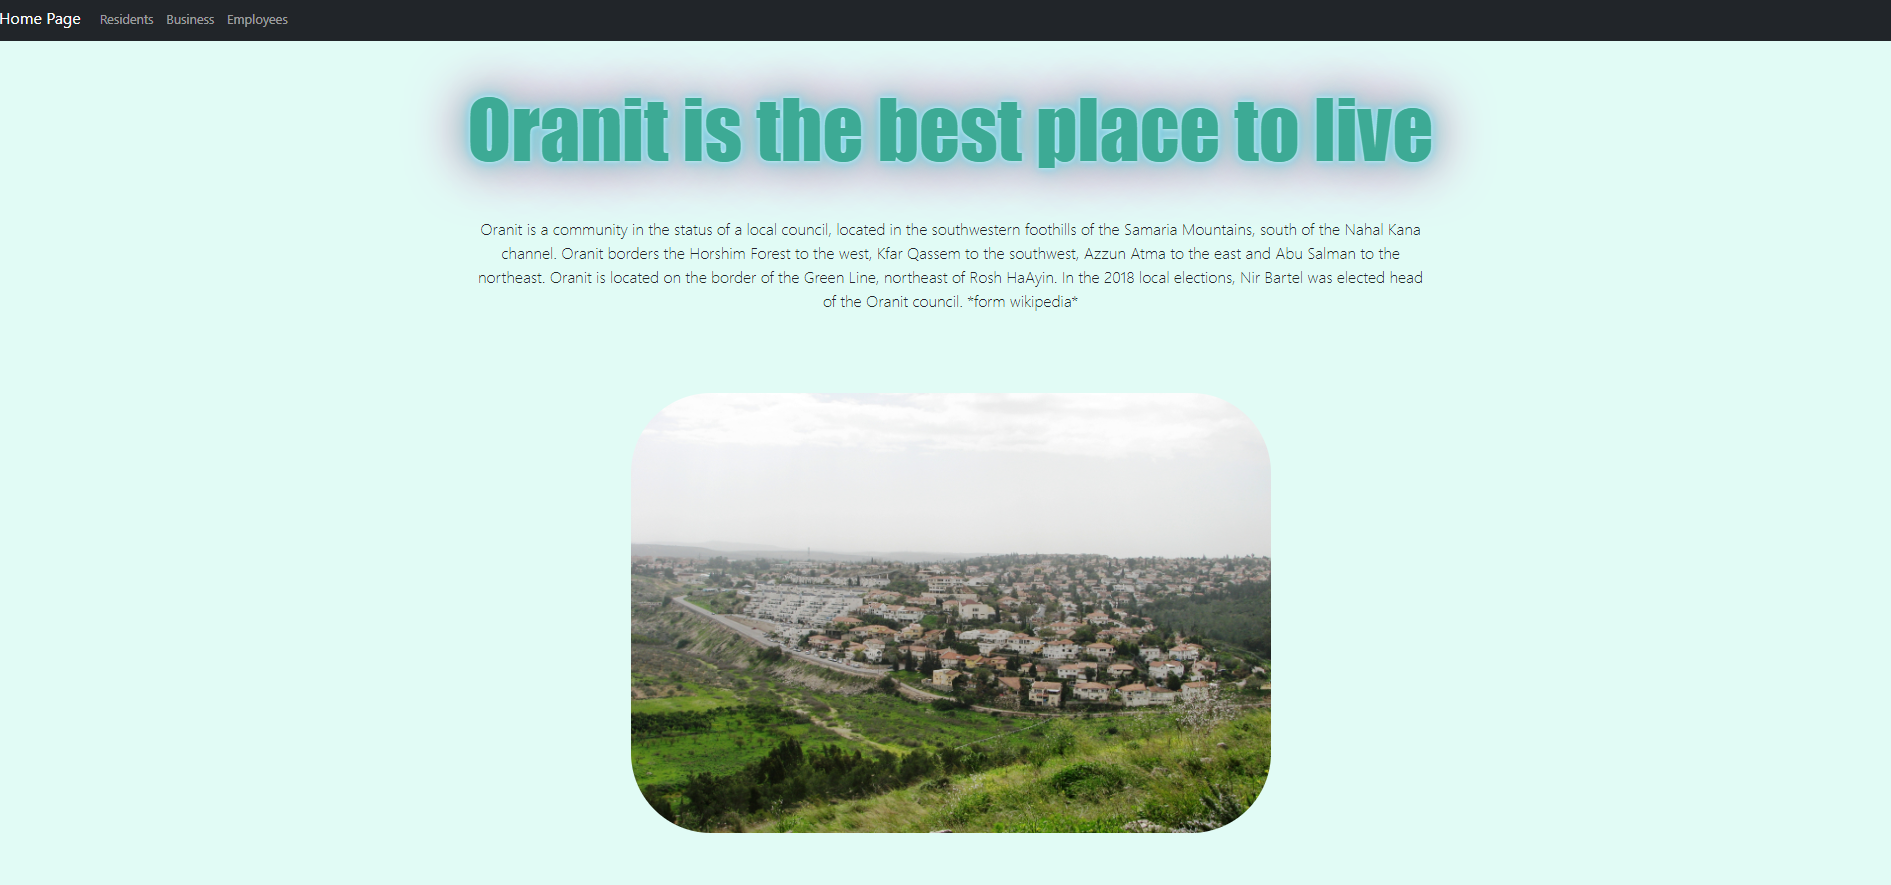 Home Page Residents Business Employees
Oranit is the best place to live
Oranit is a community in the status of a local council, located in the southwestern foothills of the Samaria Mountains, south of the Nahal Kana
channel. Oranit borders the Horshim Forest to the west, Kfar Qassem to the southwest, Azzun Atma to the east and Abu Salman to the
northeast. Oranit is located on the border of the Green Line, northeast of Rosh HaAyin. In the 2018 local elections, Nir Bartel was elected head
of the Oranit council. *form wikipedia*